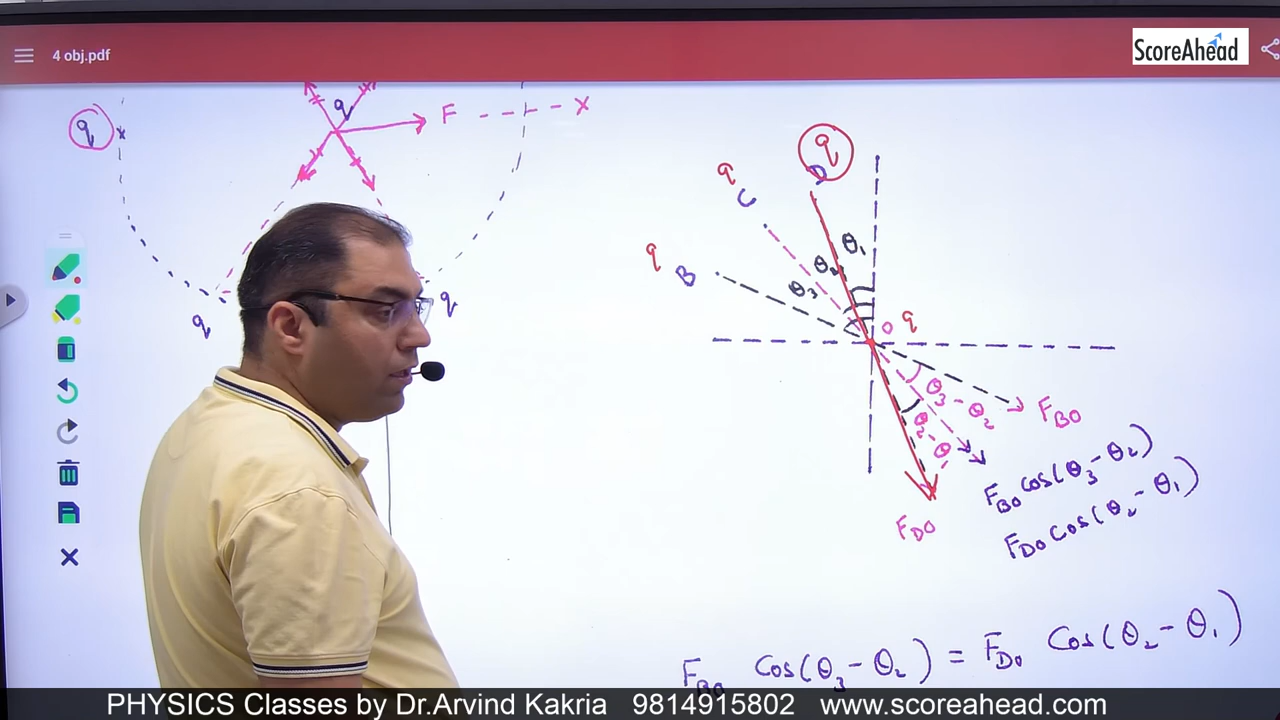 4 obj.pdf
ScoreAhead
q
q
F
x
q
q
q
D
q
C
θ1
θ2
q
B
θ3
O q
θ3 - θ2
FBO
θ2 - θ1
FBO cos(θ3 - θ2)
FDO
FDO cos(θ2 - θ1)
FBO Cos(θ3 - θ2) = FDO Cos(θ2 - θ1)
PHYSICS Classes by Dr.Arvind Kakria 9814915802 www.scoreahead.com